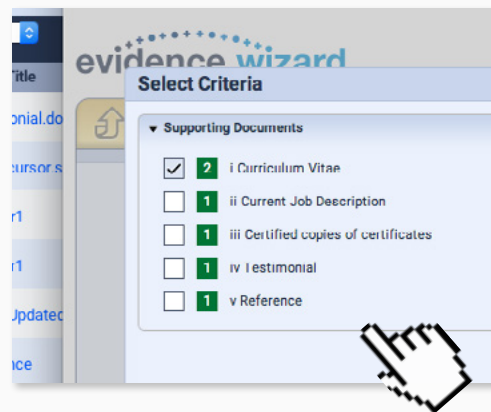 evidence wizard
Title
Select Criteria
onial.do
Supporting Documents
cursor s
2 i Curriculum Vitae
1 ii Current Job Description
r1
1 iii Certified copies of certificates
r1
1 iv Testimonial
Updated
1 v Reference
nce